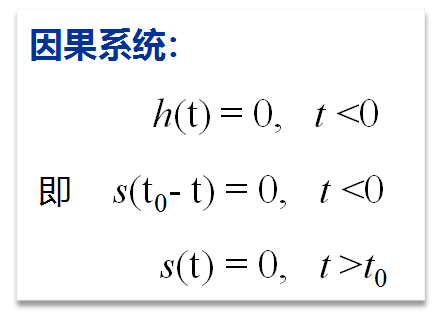 因果系统：
h(t) = 0,   t <0
即 s(t₀- t) = 0,   t <0
s(t) = 0,   t >t₀